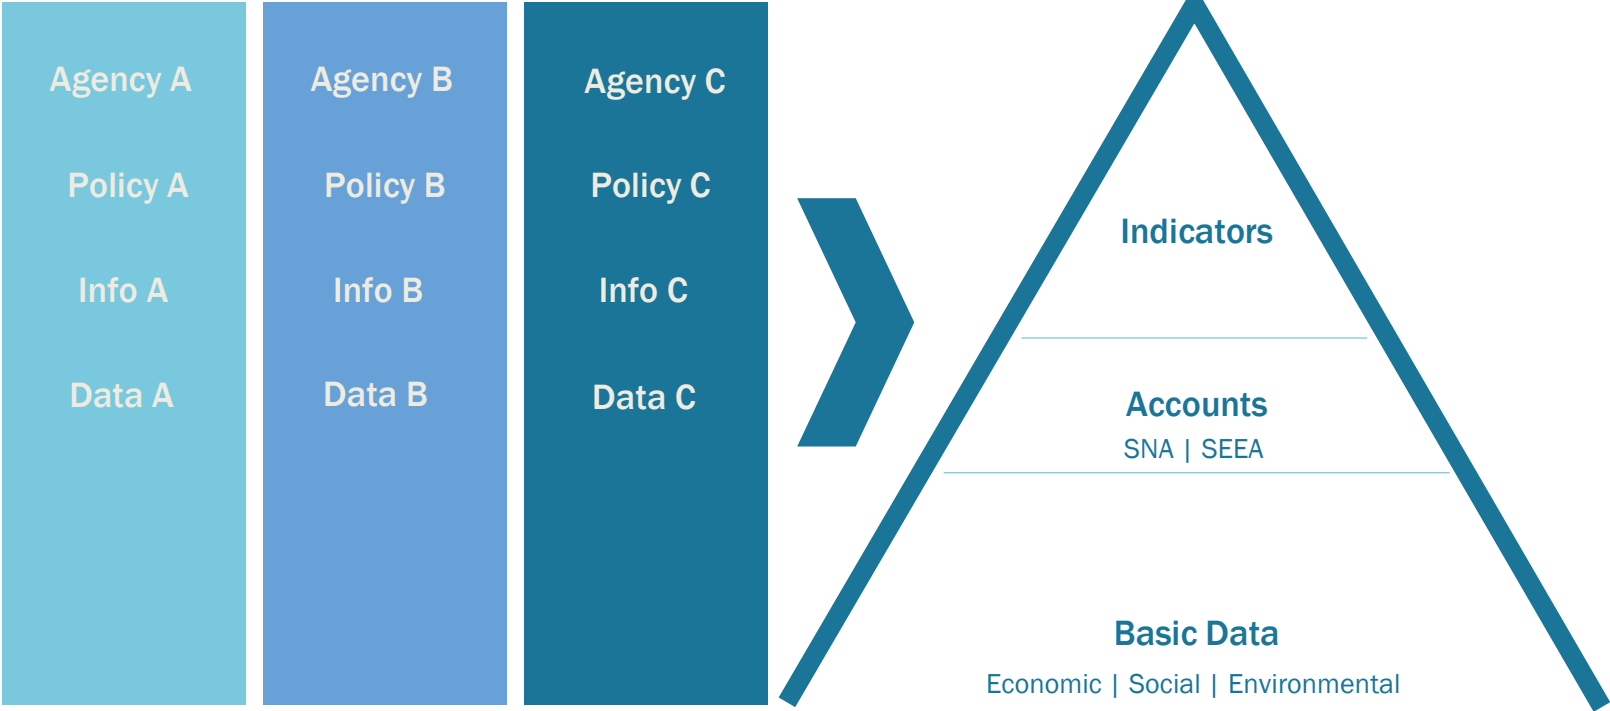 Agency A
Policy A
Info A
Data A
Agency B
Policy B
Info B
Data B
Agency C
Policy C
Info C
Data C
Indicators
Accounts
SNA | SEEA
Basic Data
Economic | Social | Environmental